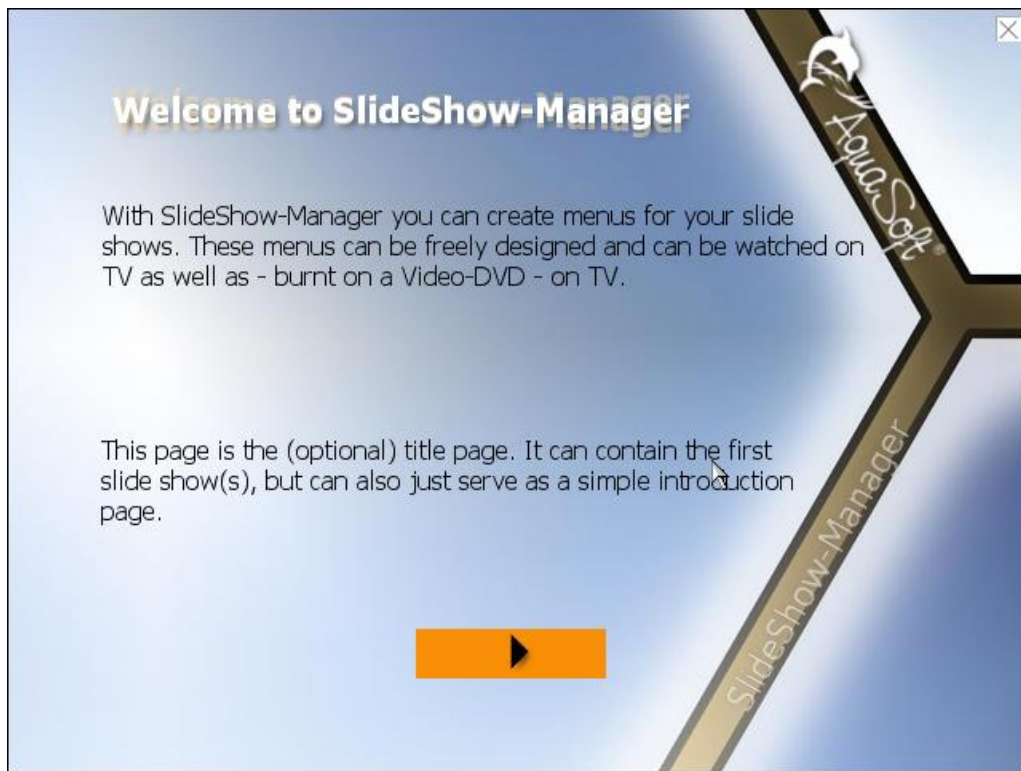 Welcome to SlideShow-Manager
With SlideShow-Manager you can create menus for your slide
shows. These menus can be freely designed and can be watched on
TV as well as - burnt on a Video-DVD - on TV.
This page is the (optional) title page. It can contain the first
slide show(s), but can also just serve as a simple introduction
page.
AquaSoft®
SlideShow-Manager